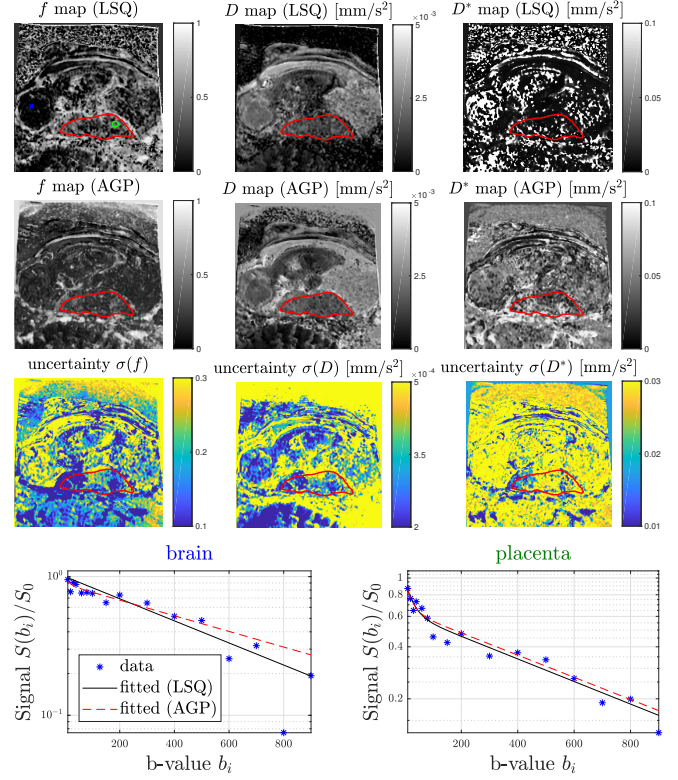 f map (LSQ)
D map (LSQ) [mm/s²]
D* map (LSQ) [mm/s²]
1
0.5
0
×10⁻³
5
2.5
0
0.1
0.05
0
f map (AGP)
D map (AGP) [mm/s²]
D* map (AGP) [mm/s²]
1
0.5
0
×10⁻³
5
2.5
0
0.1
0.05
0
uncertainty σ(f)
uncertainty σ(D) [mm/s²]
uncertainty σ(D*) [mm/s²]
0.3
0.2
0.1
×10⁻⁴
5
4
3
2
0.03
0.02
0.01
brain
Signal S(bᵢ)/S₀
10⁰
10⁻¹
data
fitted (LSQ)
fitted (AGP)
200
400
600
800
b-value bᵢ
placenta
Signal S(bᵢ)/S₀
1
0.8
0.6
0.4
0.2
200
400
600
800
b-value bᵢ